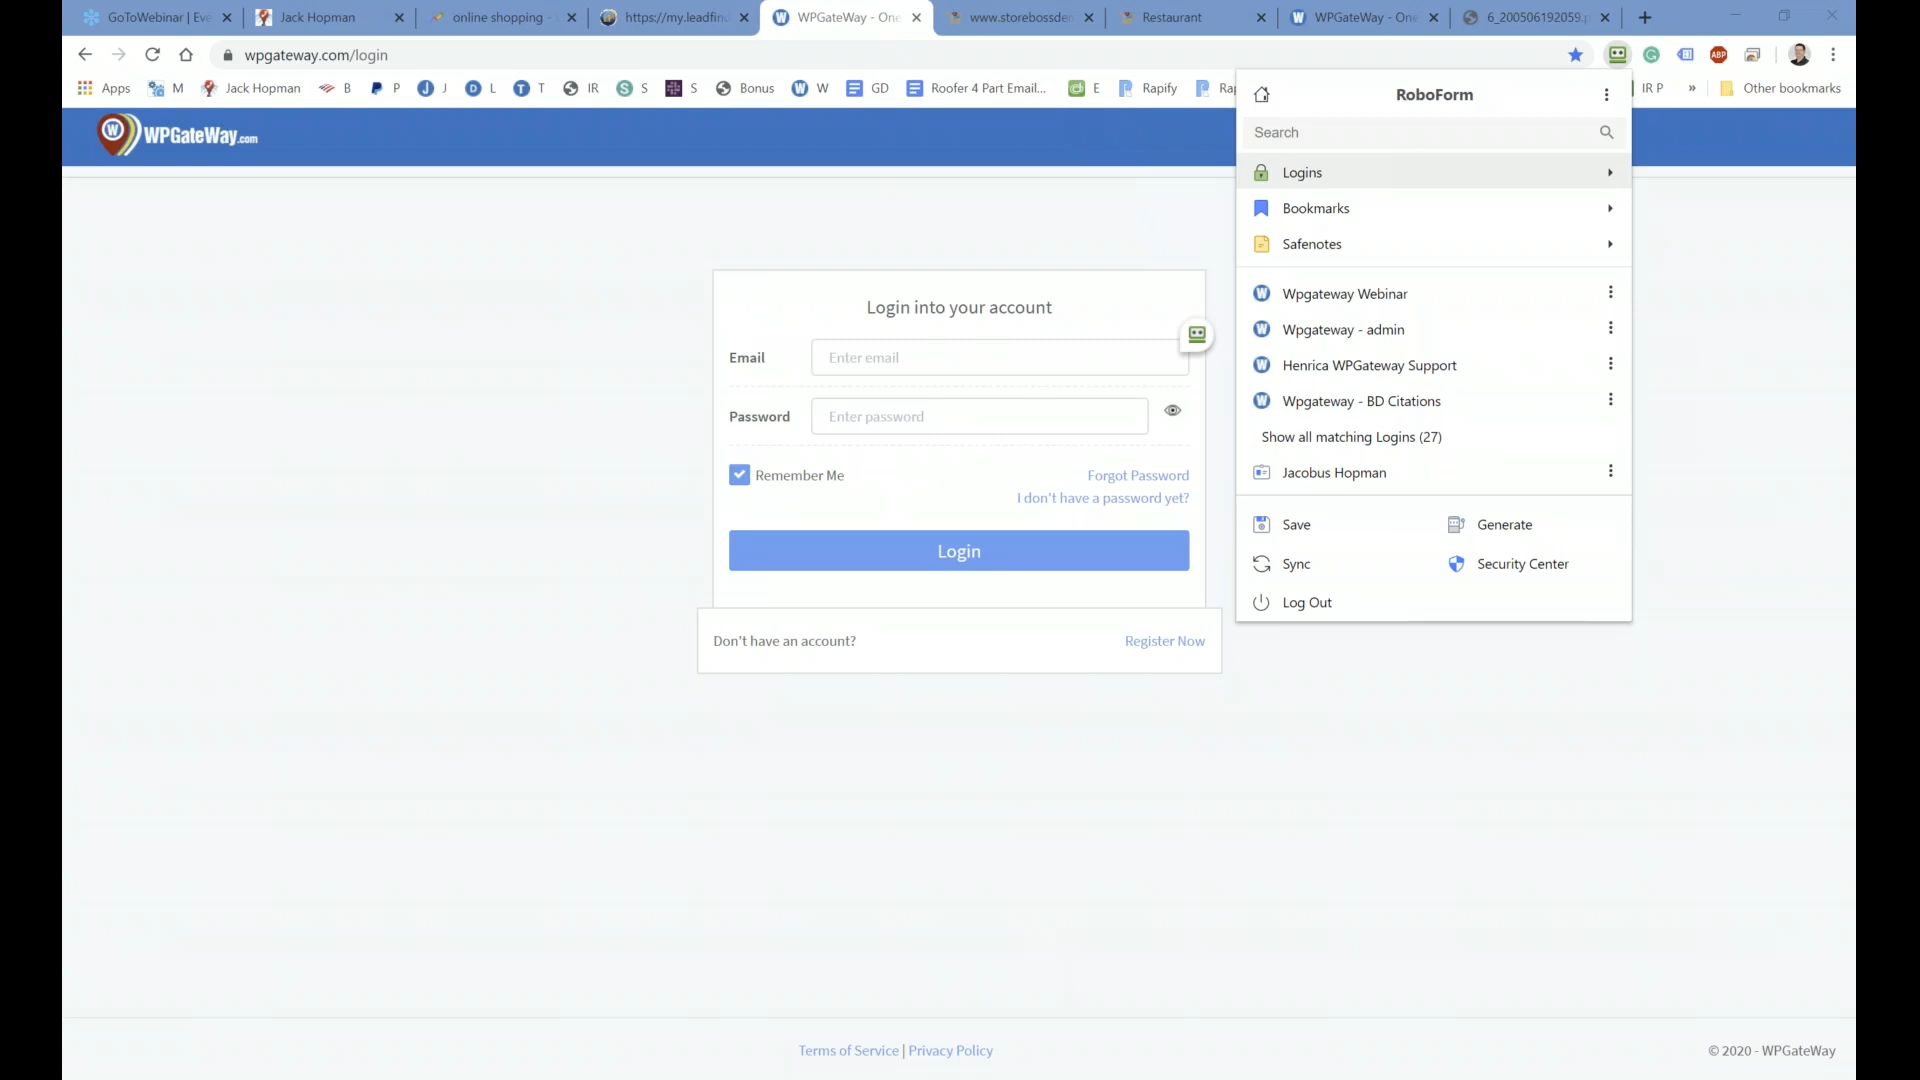 GoToWebinar | Eve
Jack Hopman
online shopping -
https://my.leadfin
WPGateWay - One
www.storebossden
Restaurant
WPGateWay - One
6_200506192059.p
wpgateway.com/login
ABP
Apps
M
Jack Hopman
B
P
J
L
T
IR
S
S
Bonus
W
GD
Roofer 4 Part Email...
E
Rapify
Rap
IR P
»
Other bookmarks
WPGateWay.com
RoboForm
Search
Logins
Bookmarks
Safenotes
Wpgateway Webinar
Wpgateway - admin
Henrica WPGateway Support
Wpgateway - BD Citations
Show all matching Logins (27)
Jacobus Hopman
Save
Generate
Sync
Security Center
Log Out
Login into your account
Email
Enter email
Password
Enter password
Remember Me
Forgot Password
I don't have a password yet?
Login
Don't have an account?
Register Now
Terms of Service | Privacy Policy
© 2020 - WPGateWay